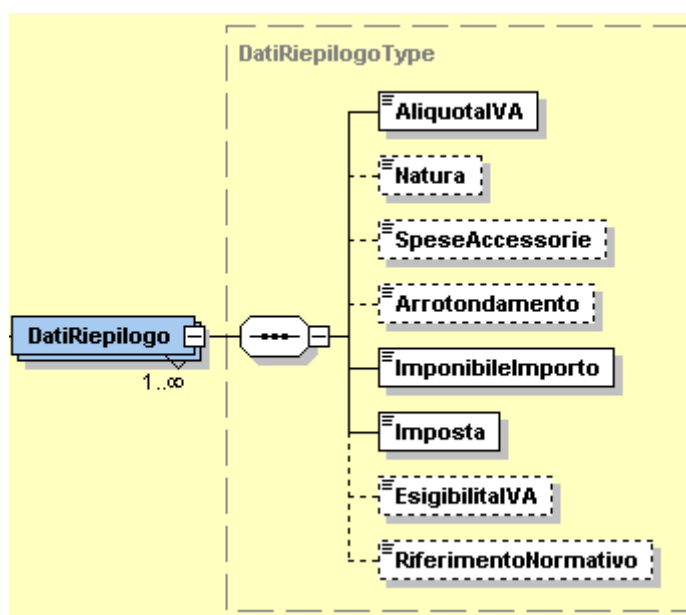 DatiRiepilogoType
AliquotaIVA
Natura
SpeseAccessorie
Arrotondamento
DatiRiepilogo
1..∞
ImponibileImporto
Imposta
EsigibilitaIVA
RiferimentoNormativo